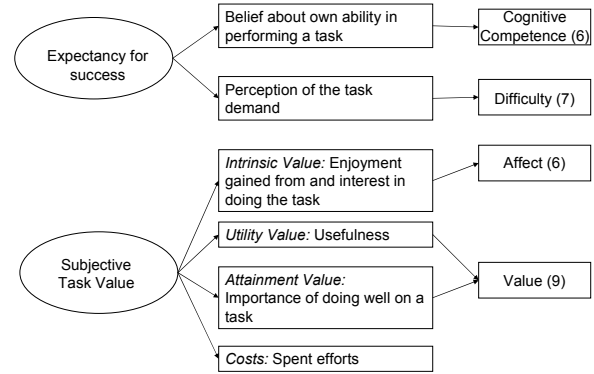 Expectancy for
success
Belief about own ability in
performing a task
Cognitive
Competence (6)
Perception of the task
demand
Difficulty (7)
Subjective
Task Value
Intrinsic Value: Enjoyment
gained from and interest in
doing the task
Affect (6)
Utility Value: Usefulness
Attainment Value:
Importance of doing well on a
task
Value (9)
Costs: Spent efforts